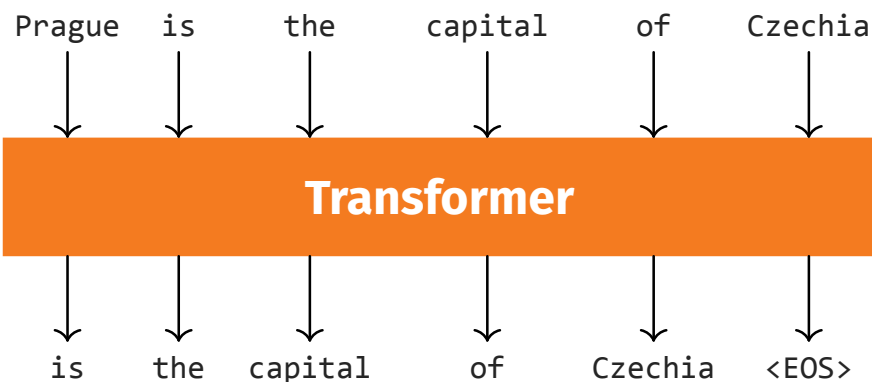 Prague is the capital of Czechia
Transformer
is the capital of Czechia <EOS>